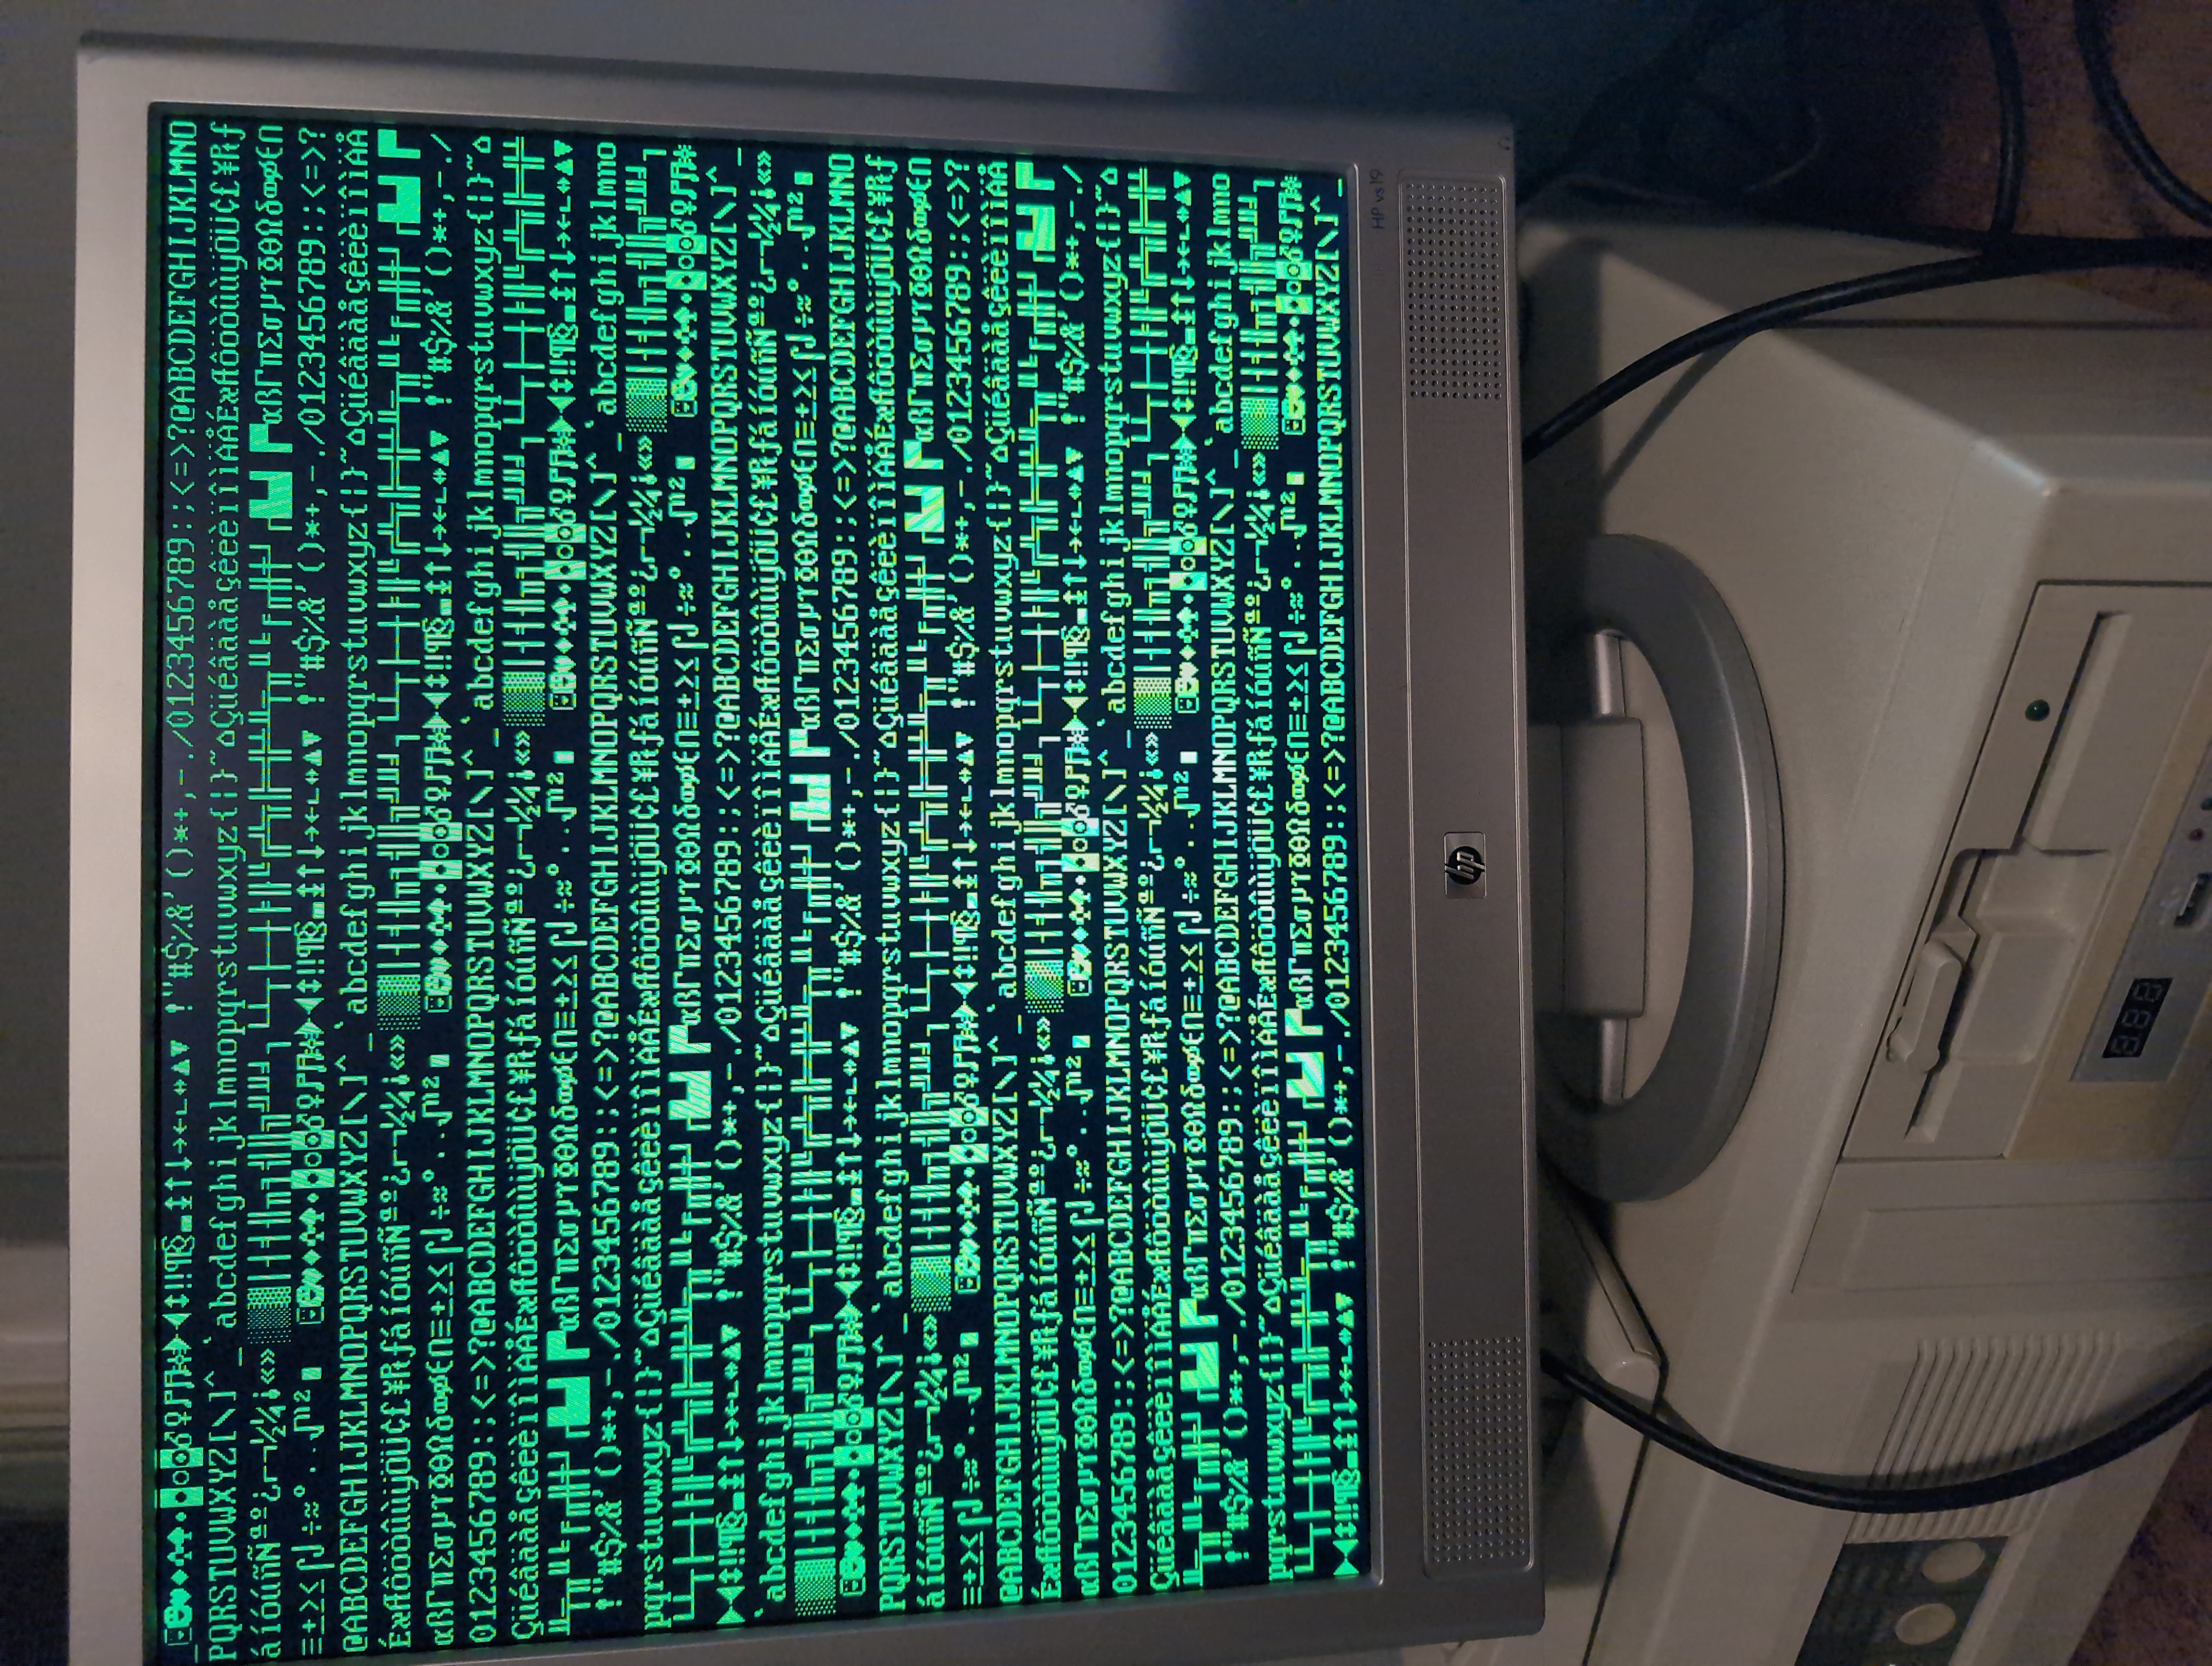 _☺☻♥♦♣♠•◘○◙♂♀♪♫☼►◄↕‼¶§▬↨↑↓→←∟↔▲▼ !"#$%&'()*+,-./0123456789:;<=>?@ABCDEFGHIJKLMNO
PQRSTUVWXYZ[\]^_`abcdefghijklmnopqrstuvwxyz{¦}~⌂ÇüéâäàåçêëèïîìÄÅÉæÆôöòûùÿÖÜ¢£¥₧ƒ
áíóúñÑªº¿⌐¬½¼¡«»░▒▓│┤╡╢╖╕╣║╗╝╜╛┐└┴┬├─┼╞╟╚╔╩╦╠═╬╧╨╤╥╙╘╒╓╫╪┘┌█▄▌▐▀αßΓπΣσµτΦΘΩδ∞φε∩
≡±≥≤⌠⌡÷≈°∙·√ⁿ²■  ☺☻♥♦♣♠•◘○◙♂♀♪♫☼►◄↕‼¶§▬↨↑↓→←∟↔▲▼ !"#$%&'()*+,-./0123456789:;<=>?
@ABCDEFGHIJKLMNOPQRSTUVWXYZ[\]^_`abcdefghijklmnopqrstuvwxyz{¦}~⌂ÇüéâäàåçêëèïîìÄÅ
ÉæÆôöòûùÿÖÜ¢£¥₧ƒáíóúñÑªº¿⌐¬½¼¡«»░▒▓│┤╡╢╖╕╣║╗╝╜╛┐└┴┬├─┼╞╟╚╔╩╦╠═╬╧╨╤╥╙╘╒╓╫╪┘┌█▄▌▐▀
αßΓπΣσµτΦΘΩδ∞φε∩≡±≥≤⌠⌡÷≈°∙·√ⁿ²■  ☺☻♥♦♣♠•◘○◙♂♀♪♫☼►◄↕‼¶§▬↨↑↓→←∟↔▲▼ !"#$%&'()*+,-./
0123456789:;<=>?@ABCDEFGHIJKLMNOPQRSTUVWXYZ[\]^_`abcdefghijklmnopqrstuvwxyz{¦}~⌂
ÇüéâäàåçêëèïîìÄÅÉæÆôöòûùÿÖÜ¢£¥₧ƒáíóúñÑªº¿⌐¬½¼¡«»░▒▓│┤╡╢╖╕╣║╗╝╜╛┐└┴┬├─┼╞╟╚╔╩╦╠═╬╧
╨╤╥╙╘╒╓╫╪┘┌█▄▌▐▀αßΓπΣσµτΦΘΩδ∞φε∩≡±≥≤⌠⌡÷≈°∙·√ⁿ²■  ☺☻♥♦♣♠•◘○◙♂♀♪♫☼►◄↕‼¶§▬↨↑↓→←∟↔▲▼
 !"#$%&'()*+,-./0123456789:;<=>?@ABCDEFGHIJKLMNOPQRSTUVWXYZ[\]^_`abcdefghijklmno
pqrstuvwxyz{¦}~⌂ÇüéâäàåçêëèïîìÄÅÉæÆôöòûùÿÖÜ¢£¥₧ƒáíóúñÑªº¿⌐¬½¼¡«»░▒▓│┤╡╢╖╕╣║╗╝╜╛┐
└┴┬├─┼╞╟╚╔╩╦╠═╬╧╨╤╥╙╘╒╓╫╪┘┌█▄▌▐▀αßΓπΣσµτΦΘΩδ∞φε∩≡±≥≤⌠⌡÷≈°∙·√ⁿ²■  ☺☻♥♦♣♠•◘○◙♂♀♪♫☼
►◄↕‼¶§▬↨↑↓→←∟↔▲▼ !"#$%&'()*+,-./0123456789:;<=>?@ABCDEFGHIJKLMNOPQRSTUVWXYZ[\]^_
`abcdefghijklmnopqrstuvwxyz{¦}~⌂ÇüéâäàåçêëèïîìÄÅÉæÆôöòûùÿÖÜ¢£¥₧ƒáíóúñÑªº¿⌐¬½¼¡«»
░▒▓│┤╡╢╖╕╣║╗╝╜╛┐└┴┬├─┼╞╟╚╔╩╦╠═╬╧╨╤╥╙╘╒╓╫╪┘┌█▄▌▐▀αßΓπΣσµτΦΘΩδ∞φε∩≡±≥≤⌠⌡÷≈°∙·√ⁿ²■
 ☺☻♥♦♣♠•◘○◙♂♀♪♫☼►◄↕‼¶§▬↨↑↓→←∟↔▲▼ !"#$%&'()*+,-./0123456789:;<=>?@ABCDEFGHIJKLMNO
PQRSTUVWXYZ[\]^_`abcdefghijklmnopqrstuvwxyz{¦}~⌂ÇüéâäàåçêëèïîìÄÅÉæÆôöòûùÿÖÜ¢£¥₧ƒ
áíóúñÑªº¿⌐¬½¼¡«»░▒▓│┤╡╢╖╕╣║╗╝╜╛┐└┴┬├─┼╞╟╚╔╩╦╠═╬╧╨╤╥╙╘╒╓╫╪┘┌█▄▌▐▀αßΓπΣσµτΦΘΩδ∞φε∩
≡±≥≤⌠⌡÷≈°∙·√ⁿ²■  ☺☻♥♦♣♠•◘○◙♂♀♪♫☼►◄↕‼¶§▬↨↑↓→←∟↔▲▼ !"#$%&'()*+,-./0123456789:;<=>?
@ABCDEFGHIJKLMNOPQRSTUVWXYZ[\]^_`abcdefghijklmnopqrstuvwxyz{¦}~⌂ÇüéâäàåçêëèïîìÄÅ
ÉæÆôöòûùÿÖÜ¢£¥₧ƒáíóúñÑªº¿⌐¬½¼¡«»░▒▓│┤╡╢╖╕╣║╗╝╜╛┐└┴┬├─┼╞╟╚╔╩╦╠═╬╧╨╤╥╙╘╒╓╫╪┘┌█▄▌▐▀
αßΓπΣσµτΦΘΩδ∞φε∩≡±≥≤⌠⌡÷≈°∙·√ⁿ²■  ☺☻♥♦♣♠•◘○◙♂♀♪♫☼►◄↕‼¶§▬↨↑↓→←∟↔▲▼ !"#$%&'()*+,-./
0123456789:;<=>?@ABCDEFGHIJKLMNOPQRSTUVWXYZ[\]^_`abcdefghijklmnopqrstuvwxyz{¦}~⌂
ÇüéâäàåçêëèïîìÄÅÉæÆôöòûùÿÖÜ¢£¥₧ƒáíóúñÑªº¿⌐¬½¼¡«»░▒▓│┤╡╢╖╕╣║╗╝╜╛┐└┴┬├─┼╞╟╚╔╩╦╠═╬╧
╨╤╥╙╘╒╓╫╪┘┌█▄▌▐▀αßΓπΣσµτΦΘΩδ∞φε∩≡±≥≤⌠⌡÷≈°∙·√ⁿ²■  ☺☻♥♦♣♠•◘○◙♂♀♪♫☼►◄↕‼¶§▬↨↑↓→←∟↔▲▼
 !"#$%&'()*+,-./0123456789:;<=>?@ABCDEFGHIJKLMNOPQRSTUVWXYZ[\]^_`abcdefghijklmno
pqrstuvwxyz{¦}~⌂ÇüéâäàåçêëèïîìÄÅÉæÆôöòûùÿÖÜ¢£¥₧ƒáíóúñÑªº¿⌐¬½¼¡«»░▒▓│┤╡╢╖╕╣║╗╝╜╛┐
└┴┬├─┼╞╟╚╔╩╦╠═╬╧╨╤╥╙╘╒╓╫╪┘┌█▄▌▐▀αßΓπΣσµτΦΘΩδ∞φε∩≡±≥≤⌠⌡÷≈°∙·√ⁿ²■  ☺☻♥♦♣♠•◘○◙♂♀♪♫☼
►◄↕‼¶§▬↨↑↓→←∟↔▲▼ !"#$%&'()*+,-./0123456789:;<=>?@ABCDEFGHIJKLMNOPQRSTUVWXYZ[\]^_
HP vs19
hp